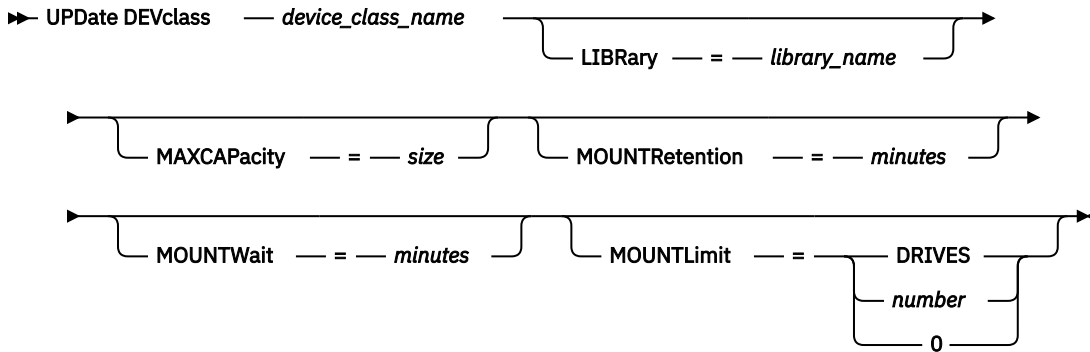 UPDate DEVclass device_class_name
LIBRary = library_name
MAXCAPacity = size MOUNTRetention = minutes
MOUNTWait = minutes MOUNTLimit = DRIVES
number
0